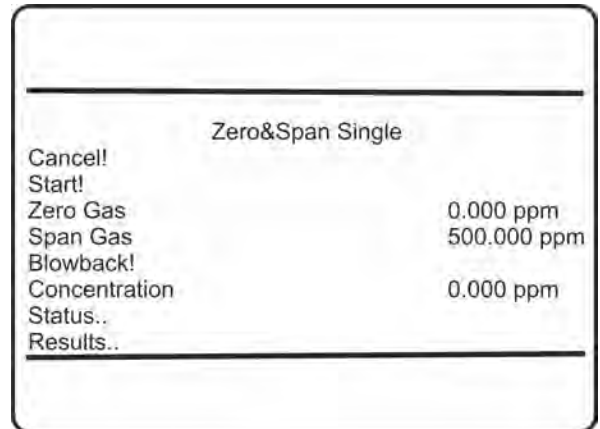 Zero&Span Single
Cancel!
Start!
Zero Gas 0.000 ppm
Span Gas 500.000 ppm
Blowback!
Concentration 0.000 ppm
Status..
Results..